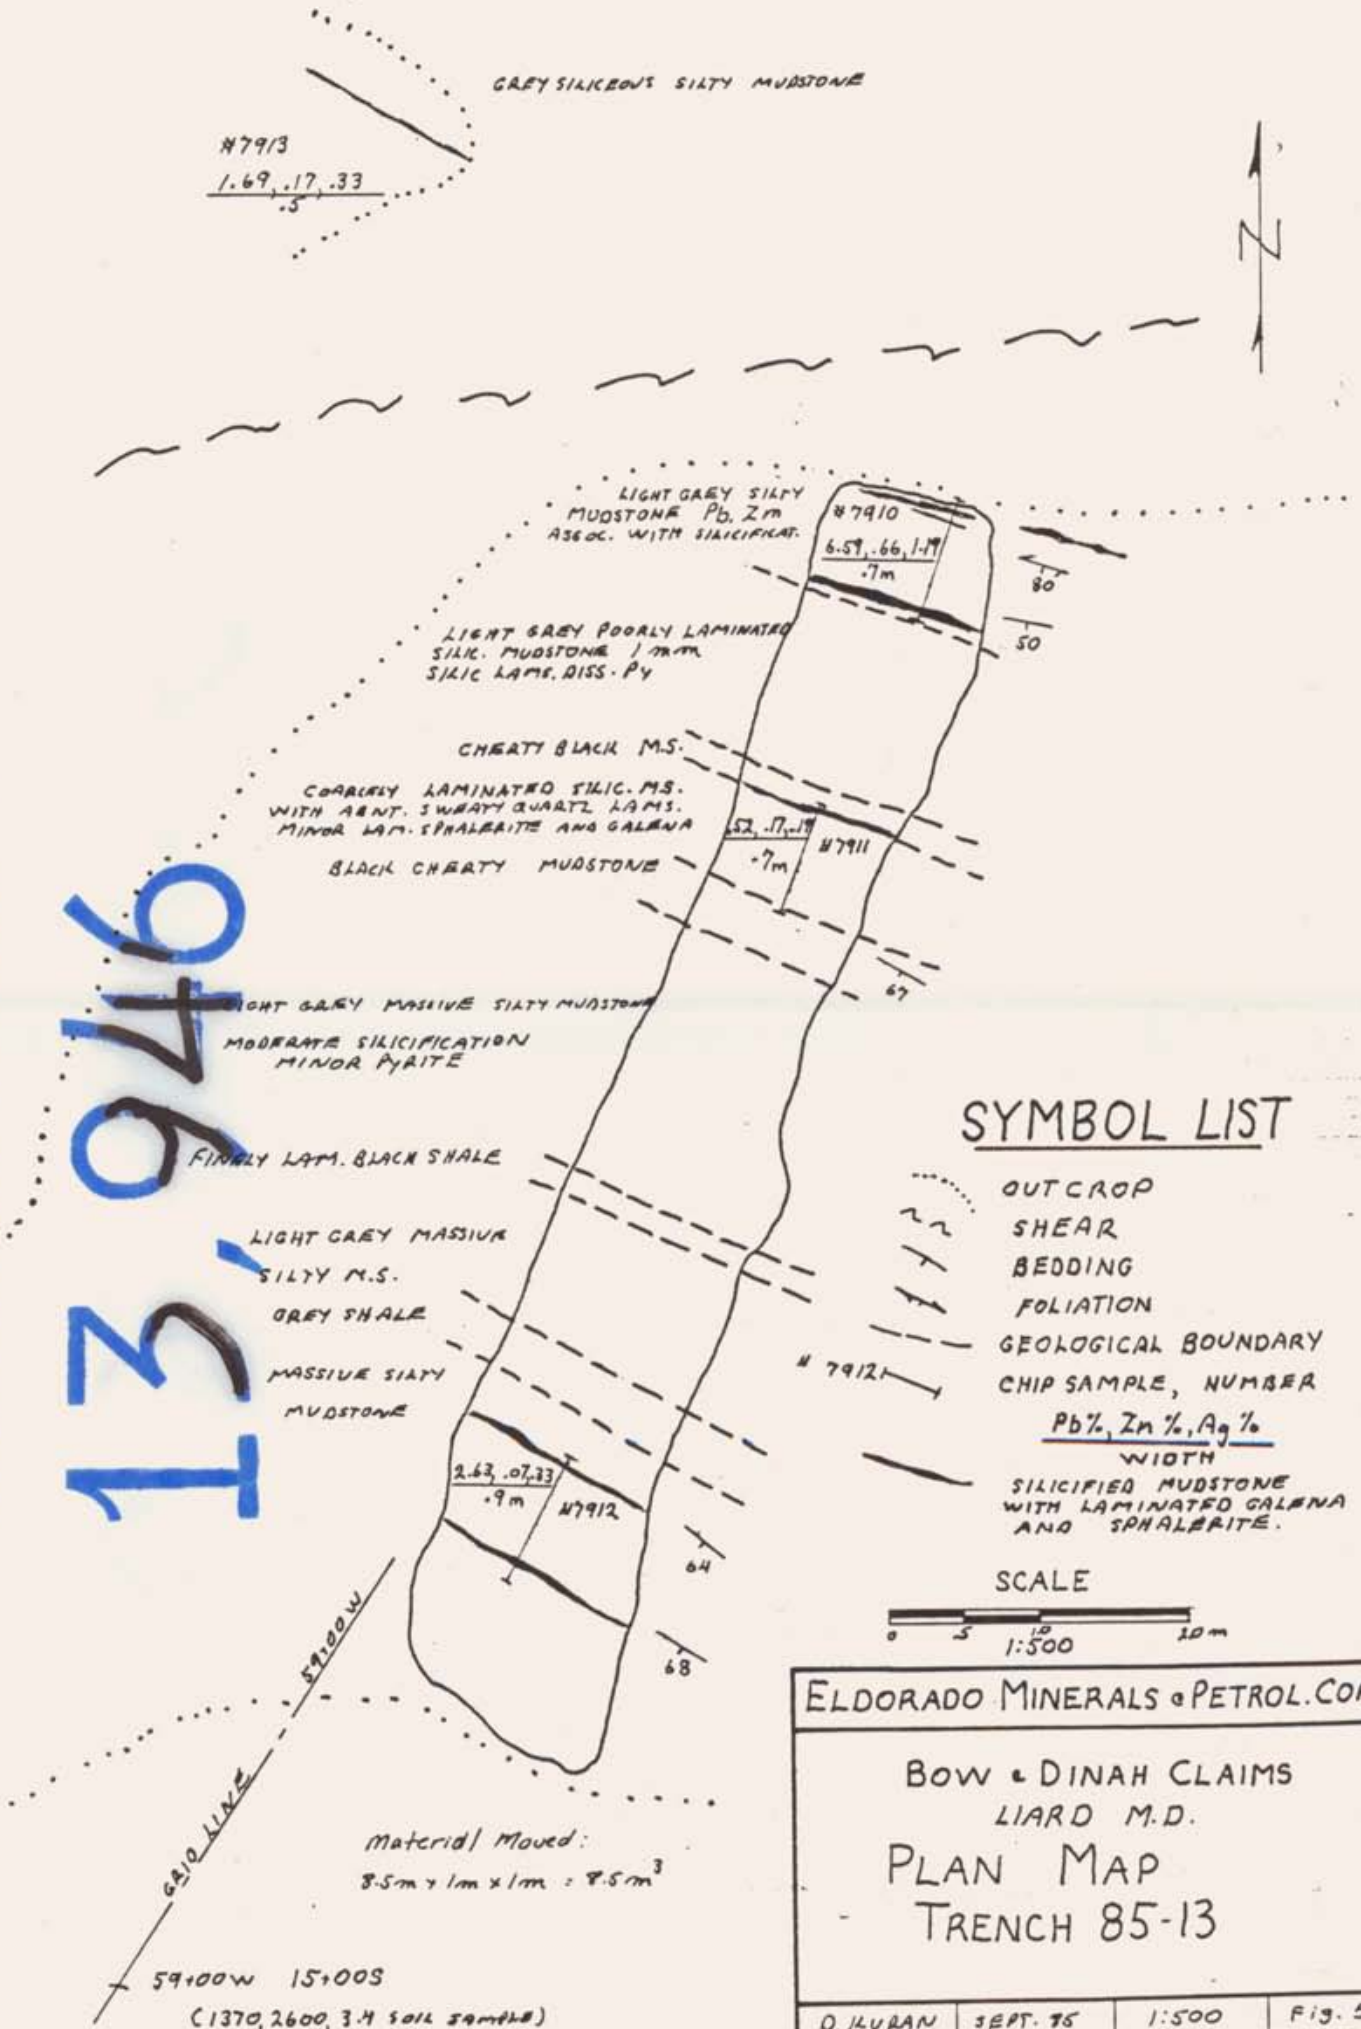 GREY SILICEOUS SILTY MUDSTONE
#7913
1.69, .17, .33
.5
N
LIGHT GREY SILTY
MUDSTONE Pb. Zm
ASSOC. WITH SILICIFICAT.
#7910
6.59, .66, 1.19
.7m
80
50
LIGHT GREY POORLY LAMINATED
SILIC. MUDSTONE 1 mm
SILIC LAMS. DISS. Py
CHERTY BLACK M.S.
COARCELY LAMINATED SILIC. M.S.
WITH ABNT. SWEATY QUARTZ LAMS.
MINOR LAM. SPHALERITE AND GALENA
.52, .17, .19
.7m
#7911
BLACK CHERTY MUDSTONE
67
13,946
LIGHT GREY MASSIVE SILTY MUDSTONE
MODERATE SILICIFICATION
MINOR PYRITE
FINELY LAM. BLACK SHALE
LIGHT GREY MASSIVE
SILTY M.S.
GREY SHALE
MASSIVE SILTY
MUDSTONE
2.63, .07, .33
.9m
#7912
64
68
SYMBOL LIST
OUTCROP
SHEAR
BEDDING
FOLIATION
GEOLOGICAL BOUNDARY
# 7912
CHIP SAMPLE, NUMBER
Pb%, Zn%, Ag%
WIDTH
SILICIFIED MUDSTONE
WITH LAMINATED GALENA
AND SPHALERITE.
SCALE
0 5 10 20m
1:500
59+00W
GRID LINE
Material Moved:
8.5m x 1m x 1m = 8.5m³
59+00W 15+00S
(1370, 2600, 3.4 SOIL SAMPLE)
ELDORADO MINERALS & PETROL.
BOW & DINAH CLAIMS
LIARD M.D.
PLAN MAP
TRENCH 85-13
D. KURAN SEPT. 85 1:500 Fig.